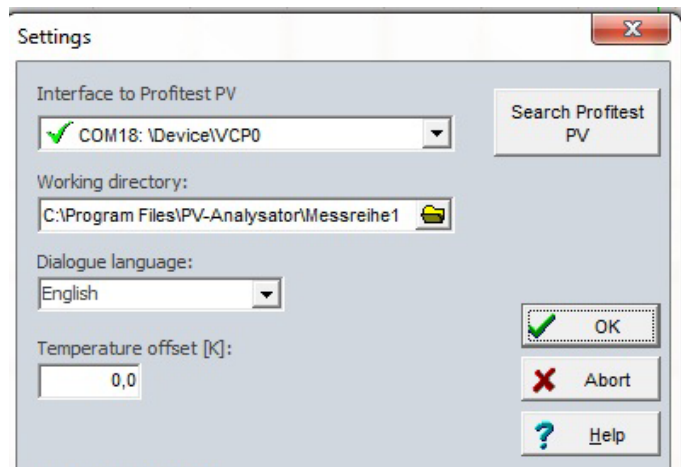 Settings
Interface to Profitest PV
COM18: \Device\VCP0
Search Profitest
PV
Working directory:
C:\Program Files\PV-Analysator\Messreihe1
Dialogue language:
English
Temperature offset [K]:
0,0
OK
Abort
Help